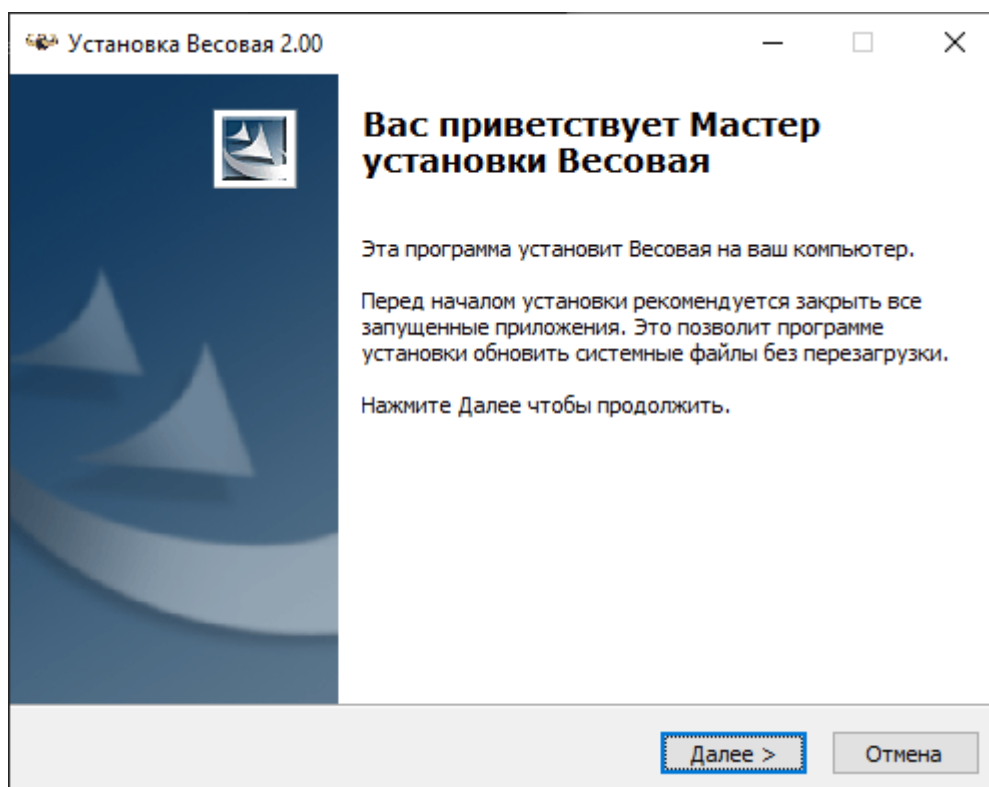 Установка Весовая 2.00
Вас приветствует Мастер
установки Весовая
Эта программа установит Весовая на ваш компьютер.
Перед началом установки рекомендуется закрыть все
запущенные приложения. Это позволит программе
установки обновить системные файлы без перезагрузки.
Нажмите Далее чтобы продолжить.
Далее >
Отмена